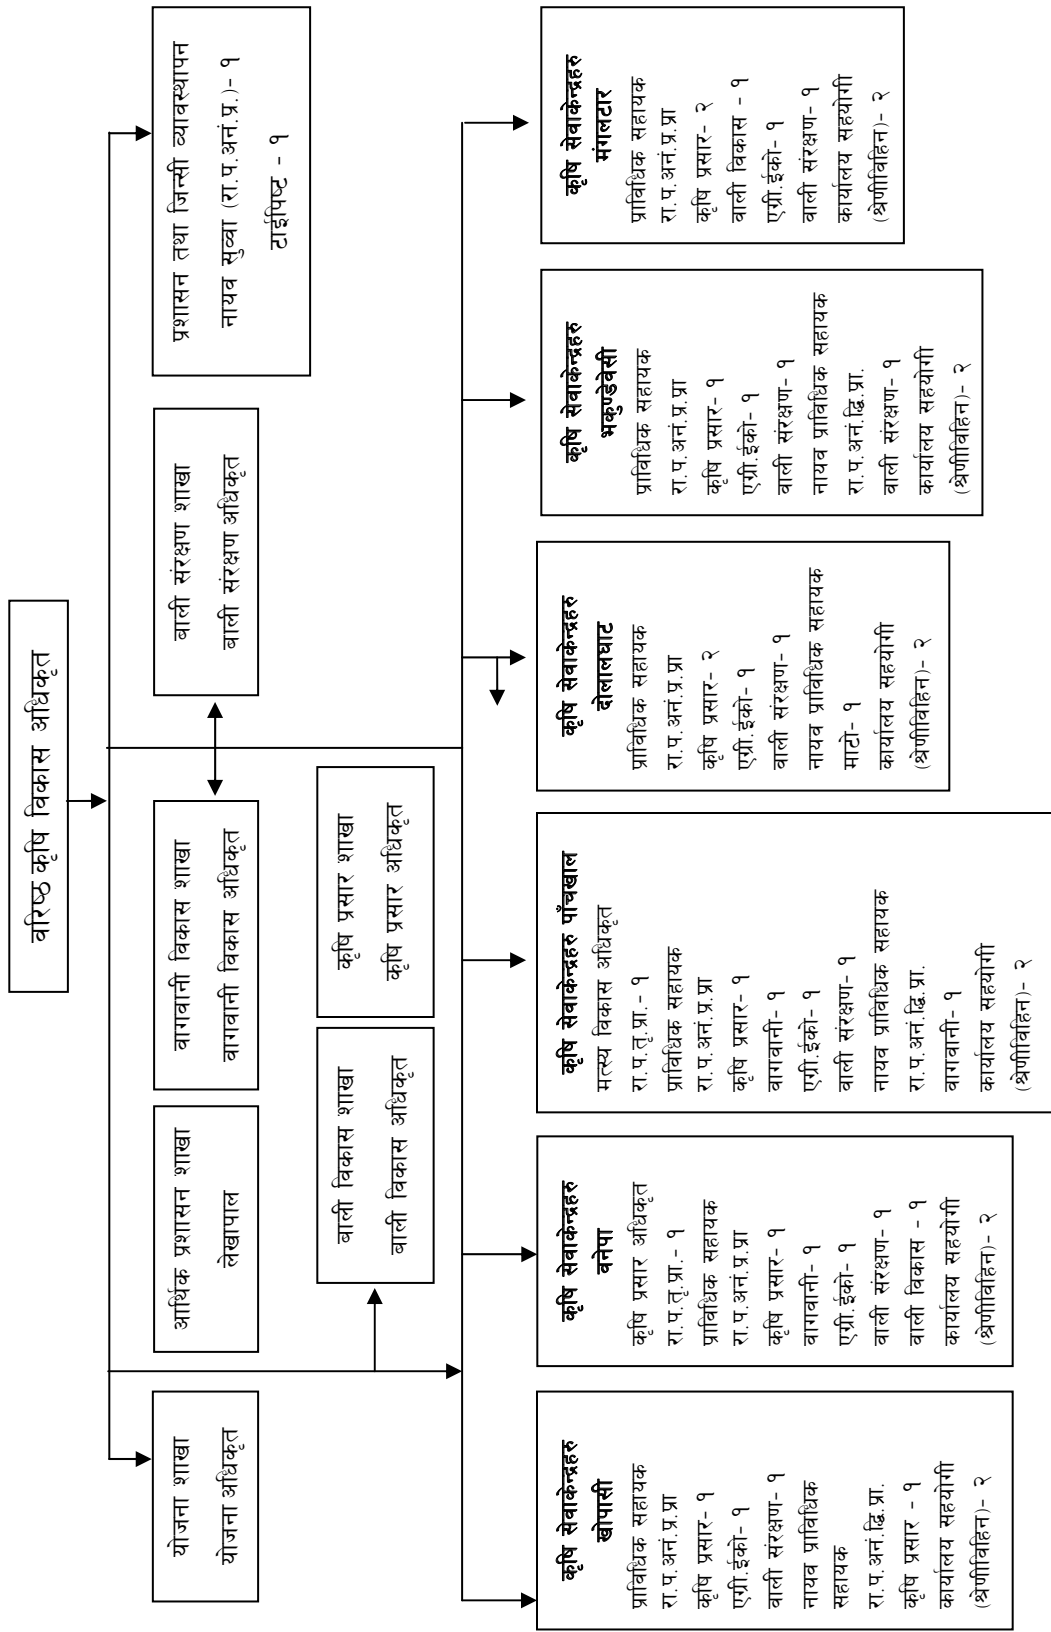 वरिष्ठ कृषि विकास अधिकृत
योजना शाखा
योजना अधिकृत
आर्थिक प्रशासन शाखा
लेखापाल
वागवानी विकास शाखा
वागवानी विकास अधिकृत
बाली संरक्षण शाखा
बाली संरक्षण अधिकृत
प्रशासन तथा जिन्सी व्यावस्थापन
नायव सुव्वा (रा.प.अनं.प्र.)- १
टाईपिष्ट - १
बाली विकास शाखा
बाली विकास अधिकृत
कृषि प्रसार शाखा
कृषि प्रसार अधिकृत
कृषि सेवाकेन्द्रहरु
खोपासी
प्राविधिक सहायक
रा.प.अनं.प्र.प्रा
कृषि प्रसार- १
एग्री.ईको- १
वाली संरक्षण- १
नायव प्राविधिक
सहायक
रा.प.अनं.द्वि.प्रा.
कृषि प्रसार - १
कार्यालय सहयोगी
(श्रेणीविहिन)- २
कृषि सेवाकेन्द्रहरु
वनेपा
कृषि प्रसार अधिकृत
रा.प.तृ.प्रा.- १
प्राविधिक सहायक
रा.प.अनं.प्र.प्रा
कृषि प्रसार- १
वागवानी- १
एग्री.ईको- १
वाली संरक्षण- १
वाली विकास - १
कार्यालय सहयोगी
(श्रेणीविहिन)- २
कृषि सेवाकेन्द्रहरु पाँचखाल
मत्स्य विकास अधिकृत
रा.प.तृ.प्रा.- १
प्राविधिक सहायक
रा.प.अनं.प्र.प्रा
कृषि प्रसार- १
वागवानी- १
एग्री.ईको- १
वाली संरक्षण- १
नायव प्राविधिक सहायक
रा.प.अनं.द्वि.प्रा.
वागवानी- १
कार्यालय सहयोगी
(श्रेणीविहिन)- २
कृषि सेवाकेन्द्रहरु
दोलालघाट
प्राविधिक सहायक
रा.प.अनं.प्र.प्रा
कृषि प्रसार- २
एग्री.ईको- १
वाली संरक्षण- १
नायव प्राविधिक सहायक
माटो- १
कार्यालय सहयोगी
(श्रेणीविहिन)- २
कृषि सेवाकेन्द्रहरु
भकुण्डेवेसी
प्राविधिक सहायक
रा.प.अनं.प्र.प्रा
कृषि प्रसार- १
एग्री.ईको- १
वाली संरक्षण- १
नायव प्राविधिक सहायक
रा.प.अनं.द्वि.प्रा.
वाली संरक्षण- १
कार्यालय सहयोगी
(श्रेणीविहिन)- २
कृषि सेवाकेन्द्रहरु
मंगलटार
प्राविधिक सहायक
रा.प.अनं.प्र.प्रा
कृषि प्रसार- २
वाली विकास - १
एग्री.ईको- १
वाली संरक्षण- १
कार्यालय सहयोगी
(श्रेणीविहिन)- २